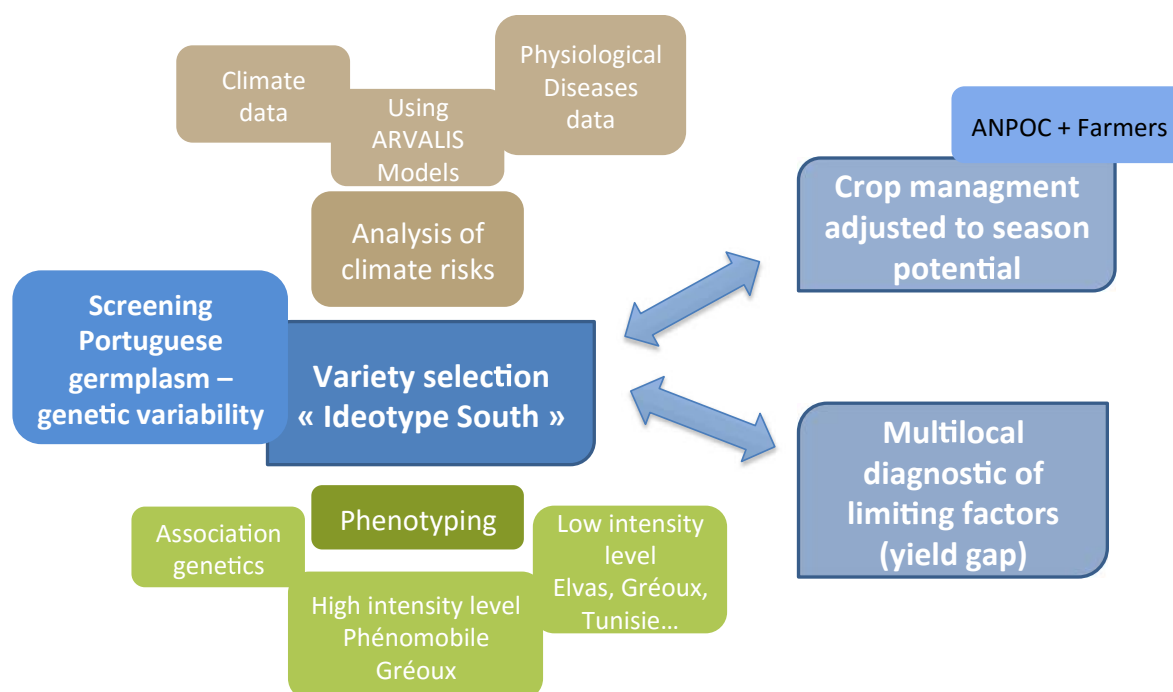 Climate
data
Using
ARVALIS
Models
Physiological
Diseases
data
Analysis of
climate risks
Screening
Portuguese
germplasm –
genetic variability
Variety selection
« Ideotype South »
Phenotyping
Association
genetics
High intensity level
Phénomobile
Gréoux
Low intensity
level
Elvas, Gréoux,
Tunisie…
ANPOC + Farmers
Crop managment
adjusted to season
potential
Multilocal
diagnostic of
limiting factors
(yield gap)